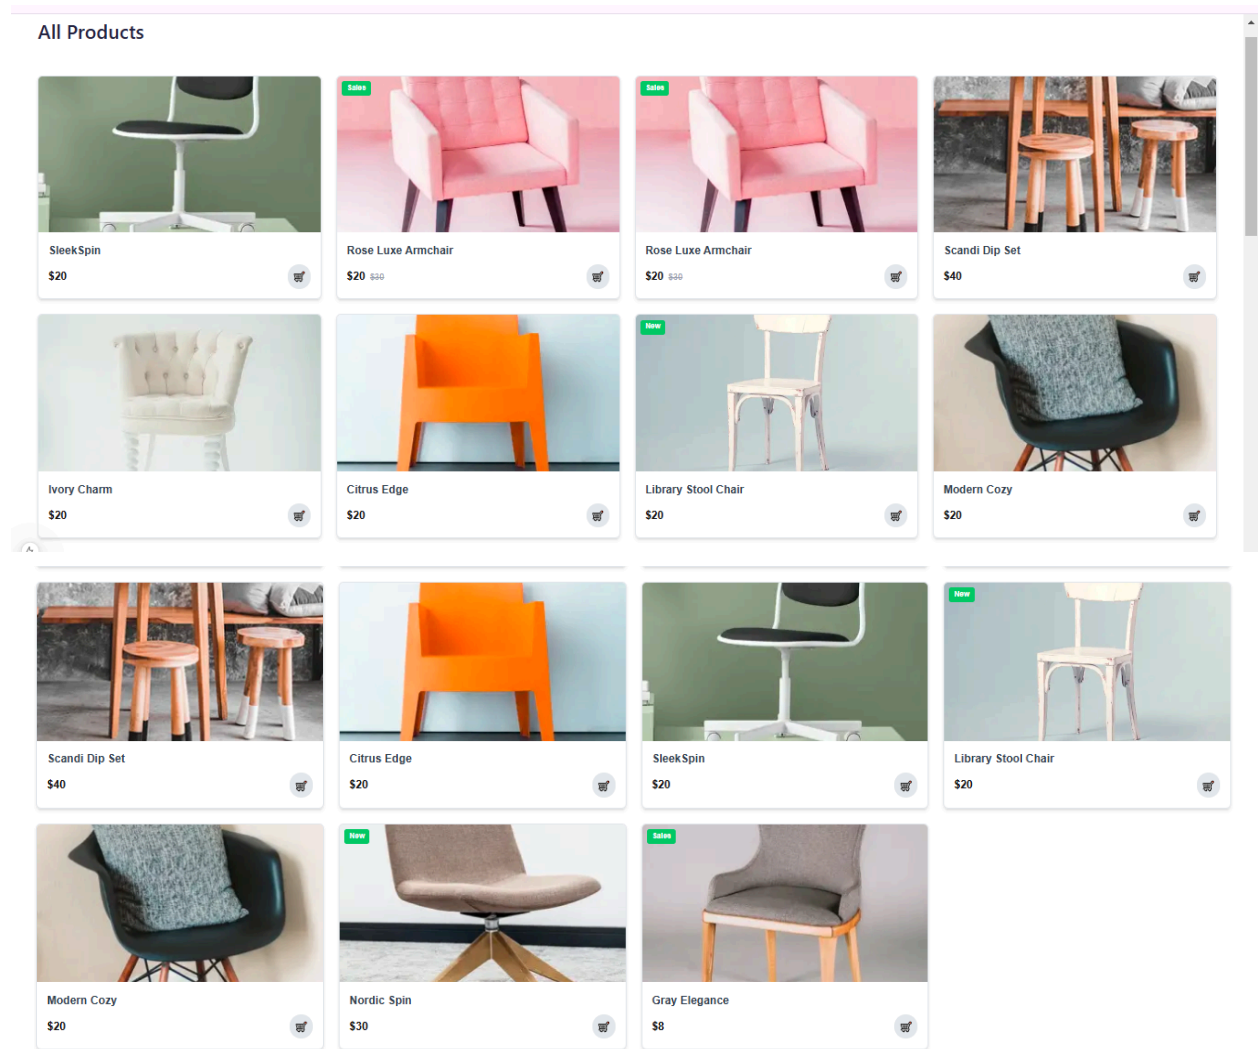 All Products
Sales
Sales
SleekSpin
Rose Luxe Armchair
Rose Luxe Armchair
Scandi Dip Set
$20
$20 $30
$20 $30
$40
New
Ivory Charm
Citrus Edge
Library Stool Chair
Modern Cozy
$20
$20
$20
$20
New
Scandi Dip Set
Citrus Edge
SleekSpin
Library Stool Chair
$40
$20
$20
$20
New
Sales
Modern Cozy
Nordic Spin
Gray Elegance
$20
$30
$8